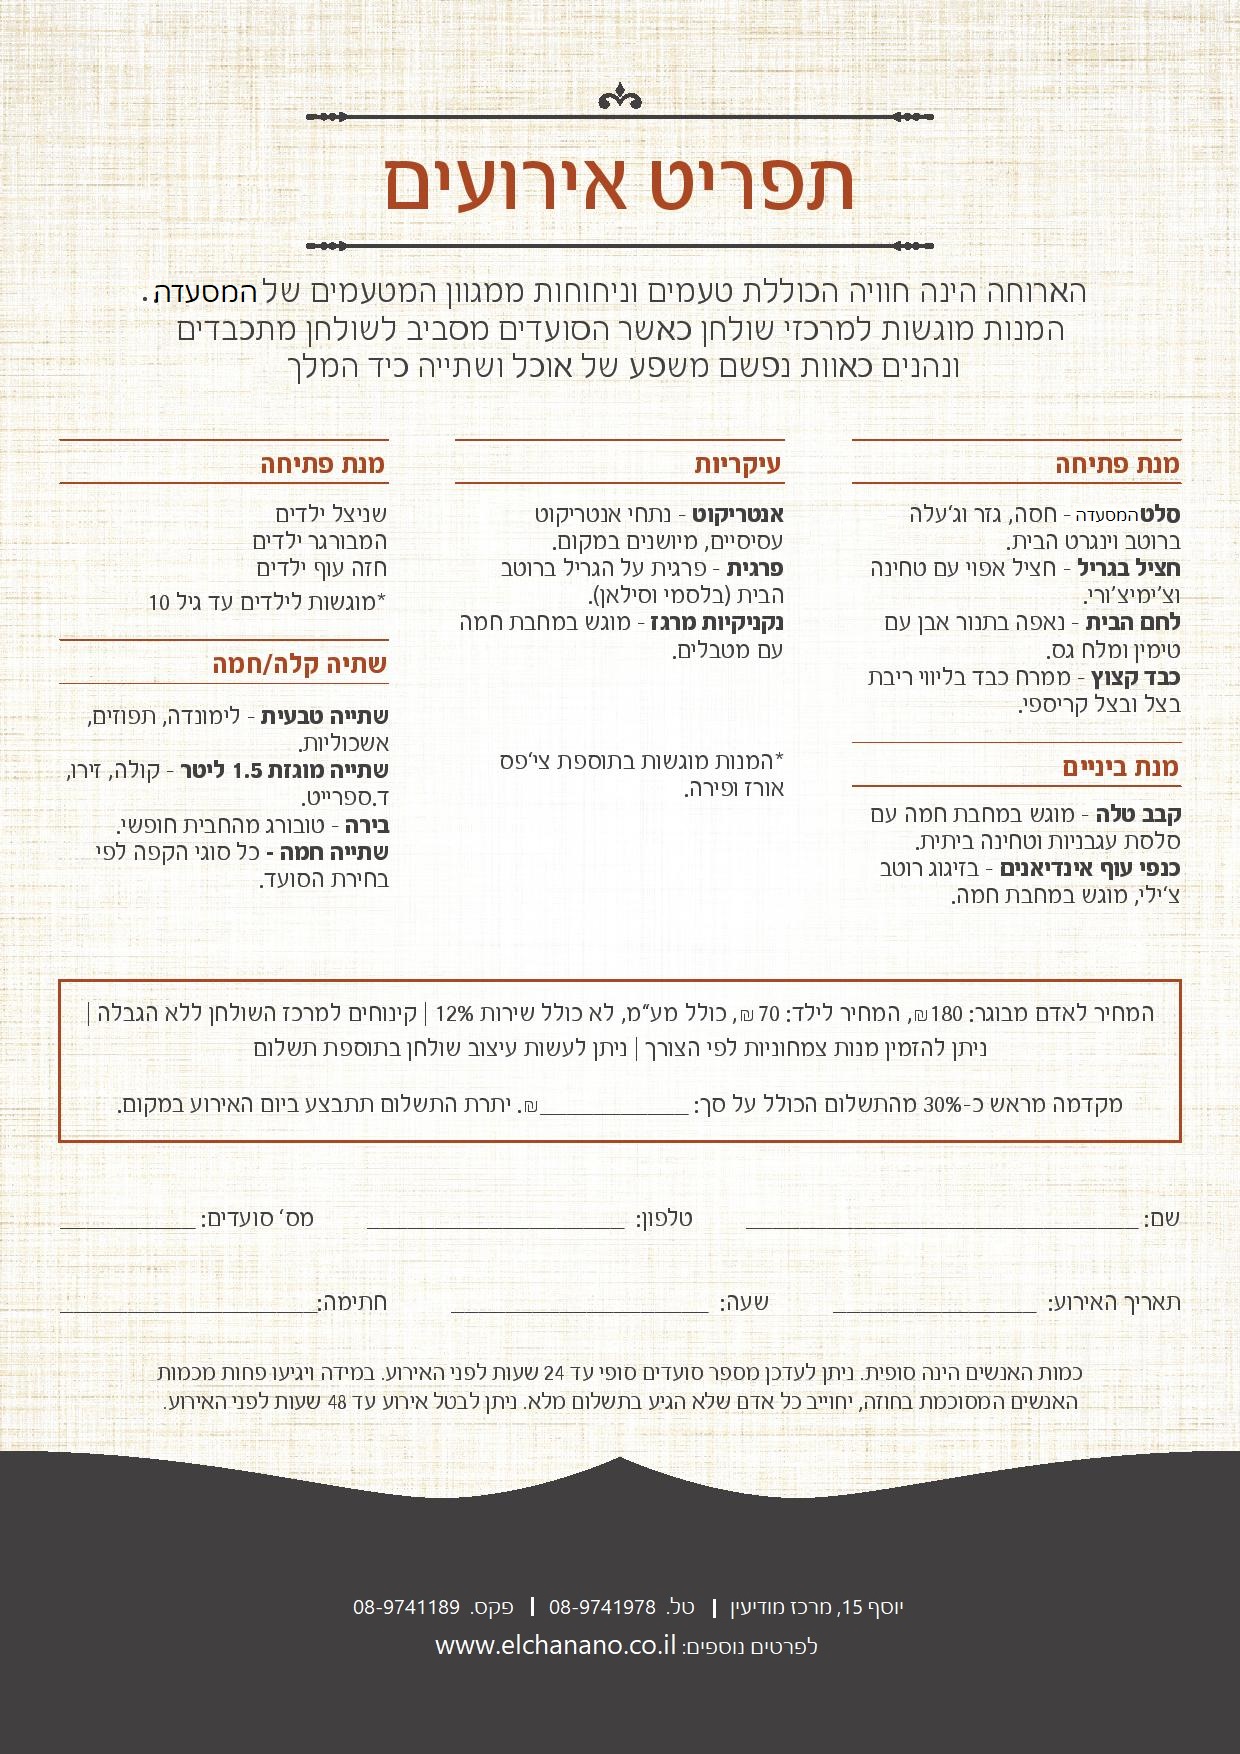 תפריט אירועים
הארוחה הינה חוויה הכוללת טעמים וניחוחות ממגוון המטעמים של המסעדה.
המנות מוגשות למרכזי שולחן כאשר הסועדים מסביב לשולחן מתכבדים
ונהנים כאוות נפשם משפע של אוכל ושתייה כיד המלך
מנת פתיחה
סלט המסעדה - חסה, גזר וג'עלה
ברוטב וינגרט הבית.
חציל בגריל - חציל אפוי עם טחינה
וצ'ימיצ'ורי.
לחם הבית - נאפה בתנור אבן עם
טימין ומלח גס.
כבד קצוץ - ממרח כבד בליווי ריבת
בצל ובצל קריספי.
מנת ביניים
קבב טלה - מוגש במחבת חמה עם
סלסת עגבניות וטחינה ביתית.
כנפי עוף אינדיאנים - בזיגוג רוטב
צ'ילי, מוגש במחבת חמה.
עיקריות
אנטריקוט - נתחי אנטריקוט
עסיסיים, מיושנים במקום.
פרגית - פרגית על הגריל ברוטב
הבית (בלסמי וסילאן).
נקניקיות מרגז - מוגש במחבת חמה
עם מטבלים.
*המנות מוגשות בתוספת צי'פס
אורז ופירה.
מנת פתיחה
שניצל ילדים
המבורגר ילדים
חזה עוף ילדים
*מוגשות לילדים עד גיל 10
שתיה קלה/חמה
שתייה טבעית - לימונדה, תפוזים,
אשכוליות.
שתייה מוגזת 1.5 ליטר - קולה, זירו,
ד.ספרייט.
בירה - טובורג מהחבית חופשי.
שתייה חמה - כל סוגי הקפה לפי
בחירת הסועד.
המחיר לאדם מבוגר: 180₪, המחיר לילד: 70 ₪, כולל מע"מ, לא כולל שירות 12% | קינוחים למרכז השולחן ללא הגבלה |
ניתן להזמין מנות צמחוניות לפי הצורך | ניתן לעשות עיצוב שולחן בתוספת תשלום
מקדמה מראש כ-30% מהתשלום הכולל על סך: ____________₪. יתרת התשלום תתבצע ביום האירוע במקום.
שם: ________________________________ טלפון: _____________________ מס' סועדים: ___________
תאריך האירוע: _________________ שעה: _____________________ חתימה:_____________________
כמות האנשים הינה סופית. ניתן לעדכן מספר סועדים סופי עד 24 שעות לפני האירוע. במידה ויגיעו פחות מכמות
האנשים המסוכמת בחוזה, יחוייב כל אדם שלא הגיע בתשלום מלא. ניתן לבטל אירוע עד 48 שעות לפני האירוע.
יוסף 15, מרכז מודיעין | טל. 08-9741978 | פקס. 08-9741189
לפרטים נוספים: www.elchanano.co.il